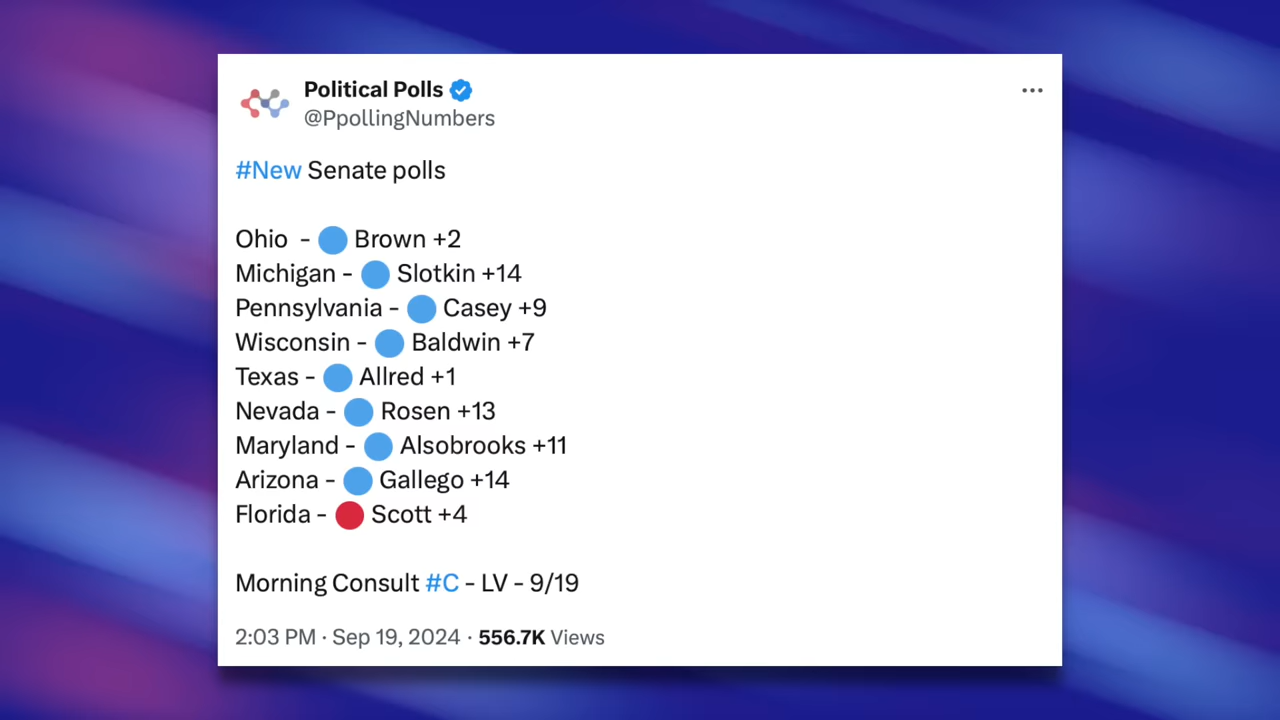 Political Polls
@PpollingNumbers
#New Senate polls
Ohio - 🔵 Brown +2
Michigan - 🔵 Slotkin +14
Pennsylvania - 🔵 Casey +9
Wisconsin - 🔵 Baldwin +7
Texas - 🔵 Allred +1
Nevada - 🔵 Rosen +13
Maryland - 🔵 Alsobrooks +11
Arizona - 🔵 Gallego +14
Florida - 🔴 Scott +4
Morning Consult #C - LV - 9/19
2:03 PM · Sep 19, 2024 · 556.7K Views